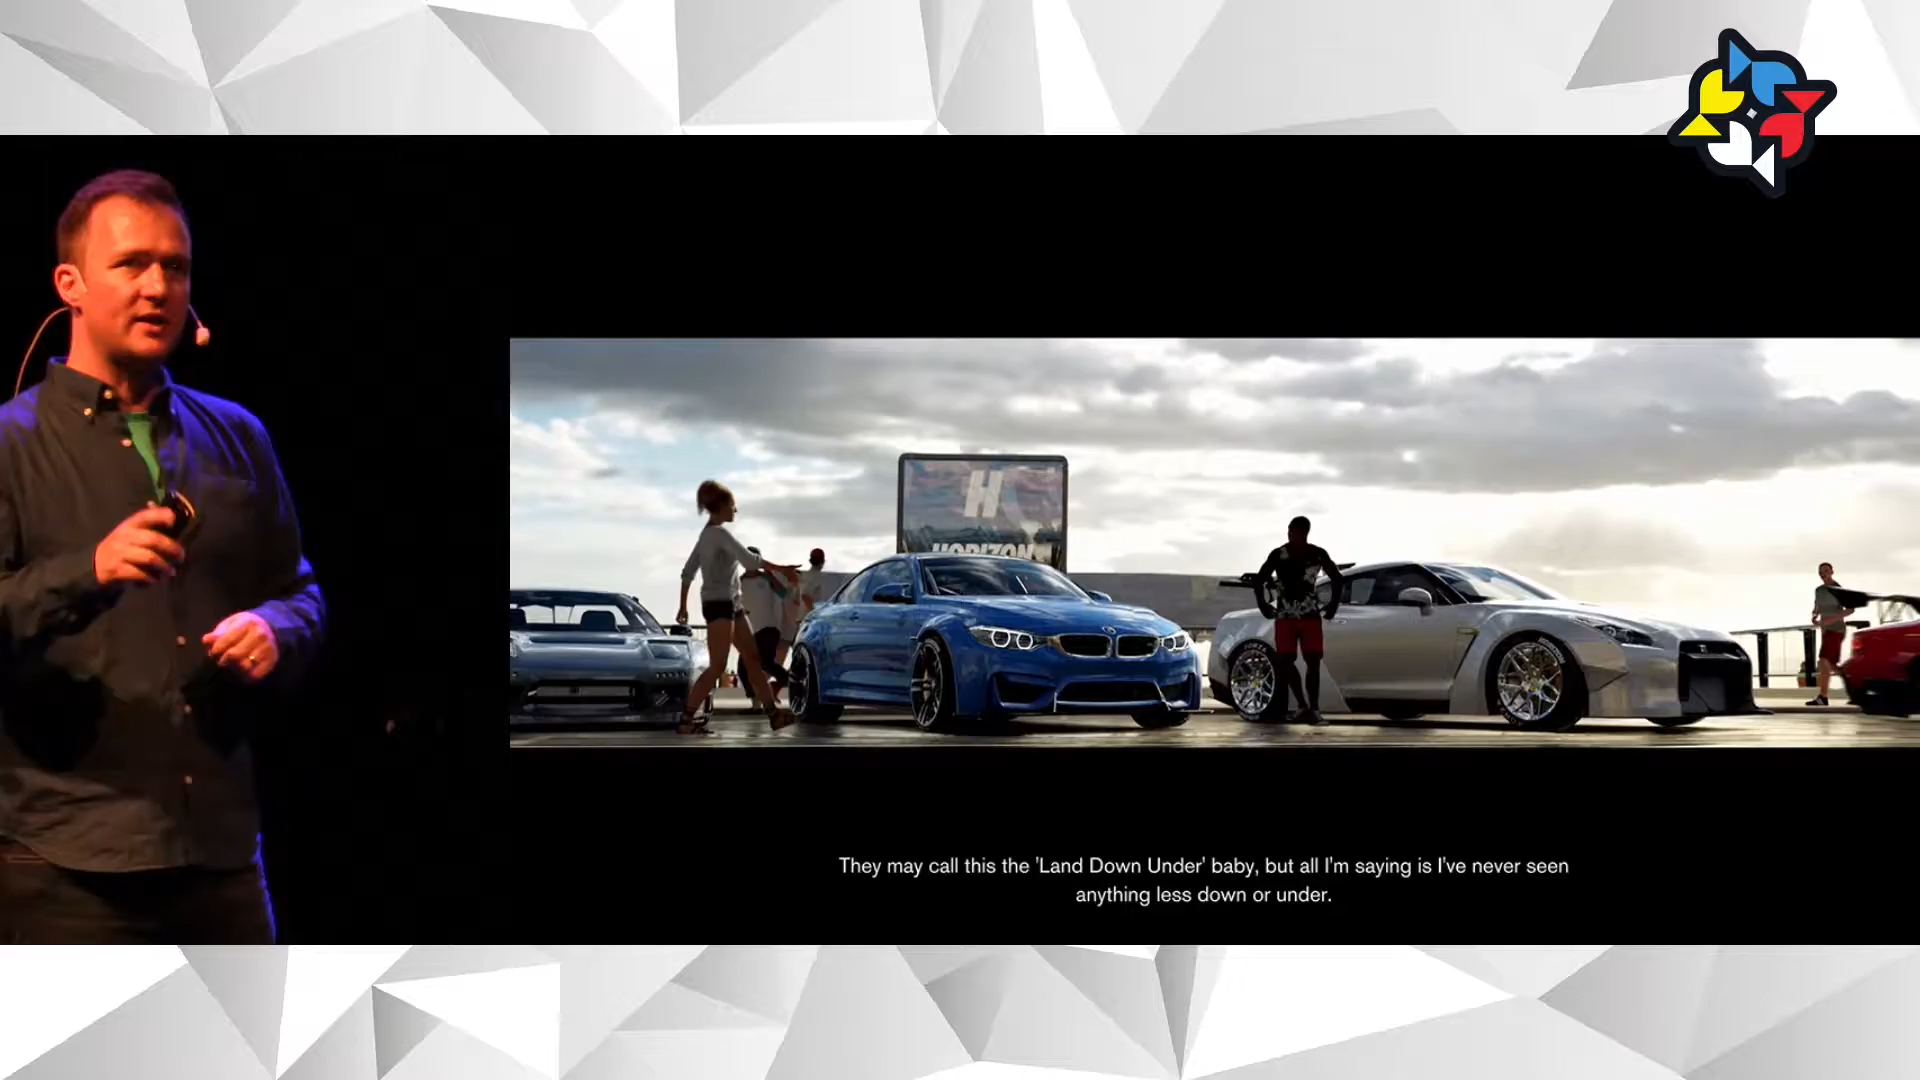 H
HORIZON
They may call this the 'Land Down Under' baby, but all I'm saying is I've never seen
anything less down or under.